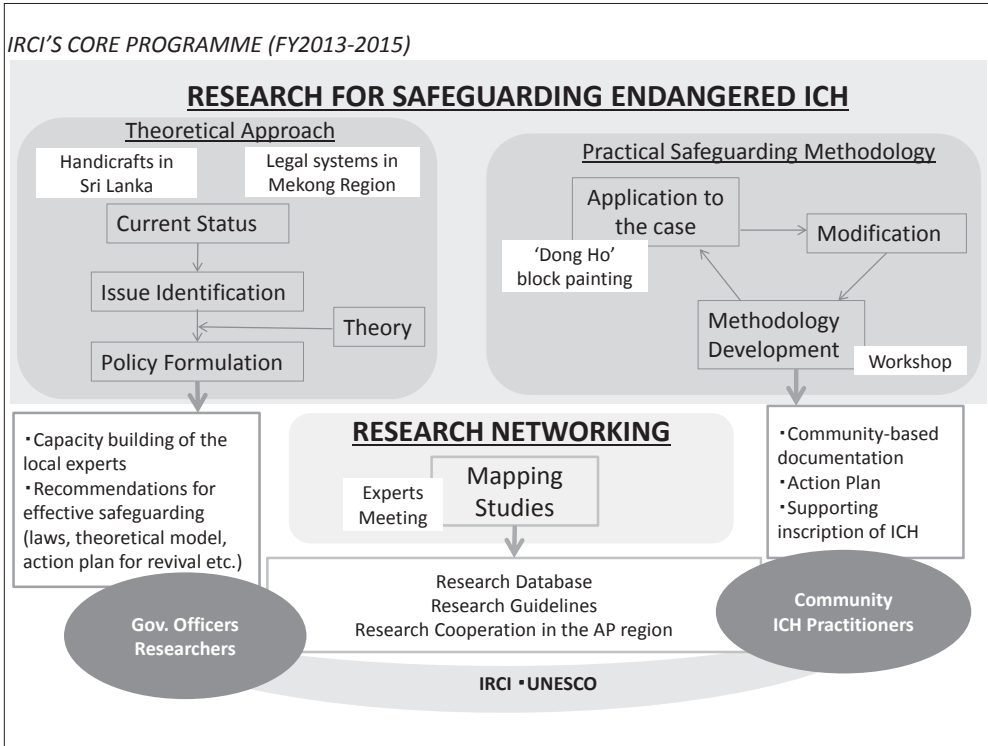 IRCI'S CORE PROGRAMME (FY2013-2015)
RESEARCH FOR SAFEGUARDING ENDANGERED ICH
Theoretical Approach
Handicrafts in
Sri Lanka
Legal systems in
Mekong Region
Current Status
Issue Identification
Theory
Policy Formulation
Practical Safeguarding Methodology
Application to
the case
Modification
'Dong Ho'
block painting
Methodology
Development
Workshop
・Capacity building of the
local experts
・Recommendations for
effective safeguarding
(laws, theoretical model,
action plan for revival etc.)
RESEARCH NETWORKING
Experts
Meeting
Mapping
Studies
・Community-based
documentation
・Action Plan
・Supporting
inscription of ICH
Research Database
Research Guidelines
Research Cooperation in the AP region
Gov. Officers
Researchers
Community
ICH Practitioners
IRCI ・UNESCO